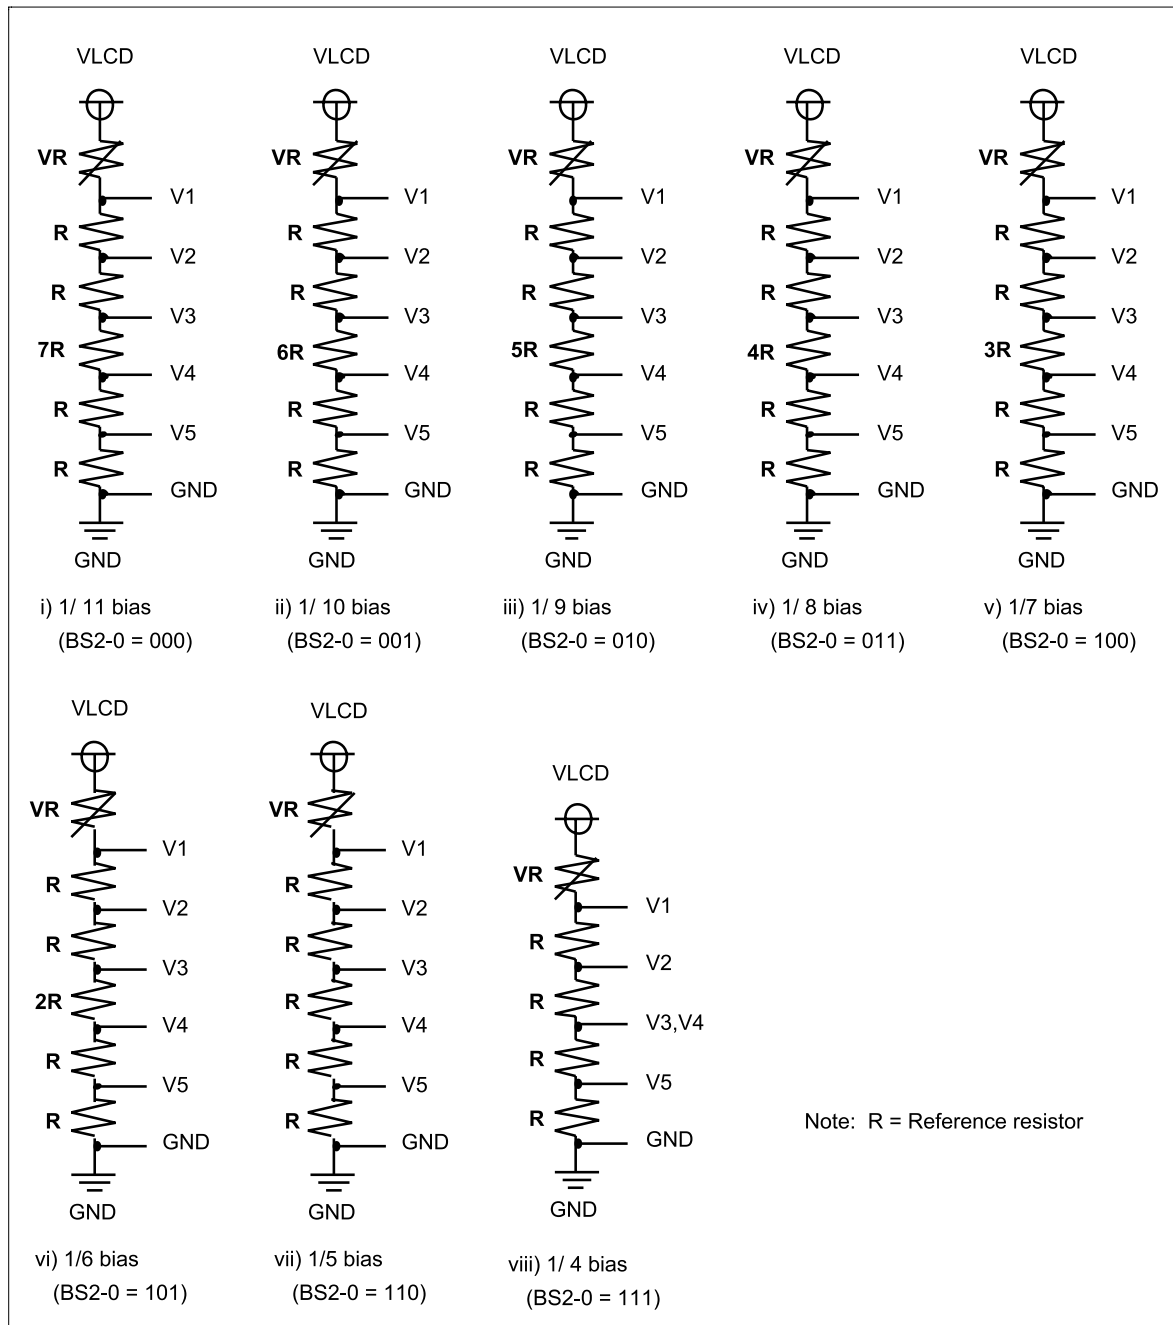 VLCD VLCD VLCD VLCD VLCD
VR VR VR VR VR
V1 V1 V1 V1 V1
R R R R R
V2 V2 V2 V2 V2
R R R R R
V3 V3 V3 V3 V3
7R 6R 5R 4R 3R
V4 V4 V4 V4 V4
R R R R R
V5 V5 V5 V5 V5
R R R R R
GND GND GND GND GND
GND GND GND GND GND
i) 1/ 11 bias ii) 1/ 10 bias iii) 1/ 9 bias iv) 1/ 8 bias v) 1/7 bias
(BS2-0 = 000) (BS2-0 = 001) (BS2-0 = 010) (BS2-0 = 011) (BS2-0 = 100)
VLCD VLCD
VLCD
VR VR
V1 V1
VR
R R
V1
V2 V2
R R
R
V2
V3 V3
2R R
R
V3,V4
V4 V4
R R
R
V5
V5 V5
R R
R
Note: R = Reference resistor
GND GND GND
GND GND GND
vi) 1/6 bias vii) 1/5 bias viii) 1/ 4 bias
(BS2-0 = 101) (BS2-0 = 110) (BS2-0 = 111)